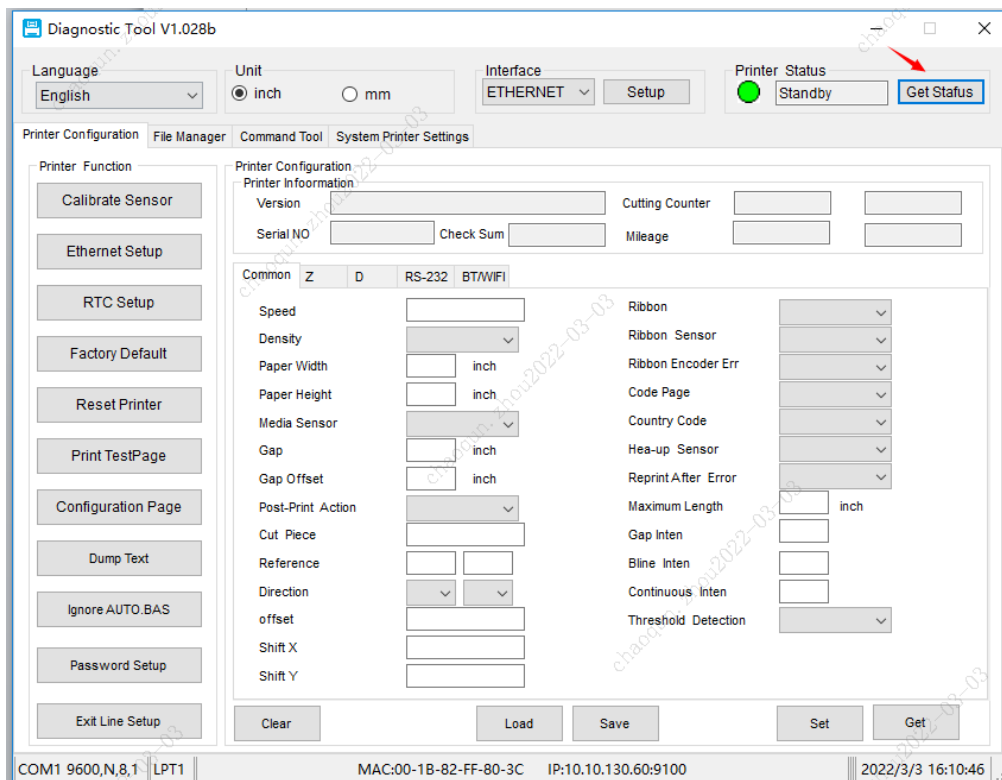 Diagnostic Tool V1.028b
Language
English
Unit
inch
mm
Interface
ETHERNET
Setup
Printer Status
Standby
Get Status
Printer Configuration
File Manager
Command Tool
System Printer Settings
Printer Function
Calibrate Sensor
Ethernet Setup
RTC Setup
Factory Default
Reset Printer
Print TestPage
Configuration Page
Dump Text
Ignore AUTO.BAS
Password Setup
Exit Line Setup
Printer Configuration
Printer Infoormation
Version
Cutting Counter
Serial NO
Check Sum
Mileage
Common
Z
D
RS-232
BT/WIFI
Speed
Density
Paper Width inch
Paper Height inch
Media Sensor
Gap inch
Gap Offset inch
Post-Print Action
Cut Piece
Reference
Direction
offset
Shift X
Shift Y
Ribbon
Ribbon Sensor
Ribbon Encoder Err
Code Page
Country Code
Hea-up Sensor
Reprint After Error
Maximum Length inch
Gap Inten
Bline Inten
Continuous Inten
Threshold Detection
Clear
Load
Save
Set
Get
COM1 9600,N,8,1
LPT1
MAC:00-1B-82-FF-80-3C
IP:10.10.130.60:9100
2022/3/3 16:10:46
chaoqun.zhou2022-03-03